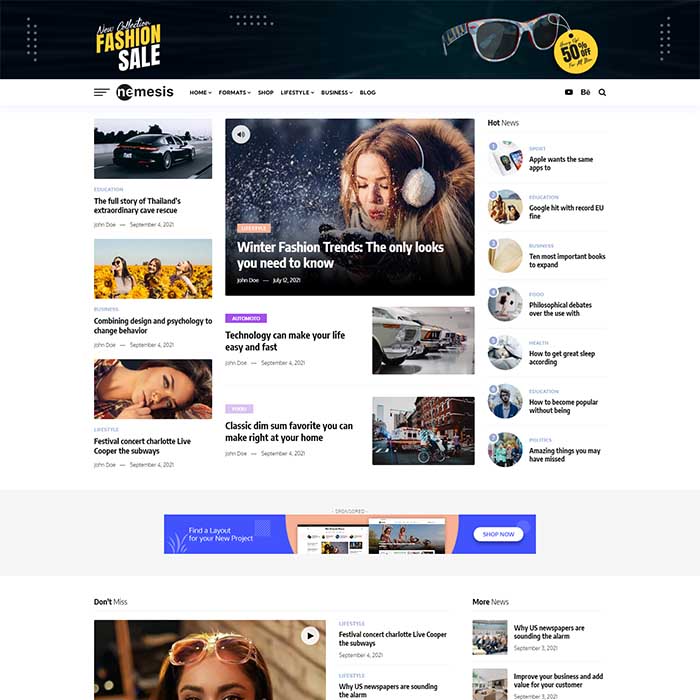 New Collection
FASHION
SALE
Hurry Up!
50% OFF
For All Item
nemesis
HOME
FORMATS
SHOP
LIFESTYLE
BUSINESS
BLOG
Bē
EDUCATION
The full story of Thailand's
extraordinary cave rescue
John Doe — September 4, 2021
BUSINESS
Combining design and psychology to
change behavior
John Doe — September 4, 2021
LIFESTYLE
Festival concert charlotte Live
Cooper the subways
John Doe — September 4, 2021
LIFESTYLE
Winter Fashion Trends: The only looks
you need to know
John Doe — July 12, 2021
AUTOMOTO
Technology can make your life
easy and fast
John Doe — September 4, 2021
FOOD
Classic dim sum favorite you can
make right at your home
John Doe — September 4, 2021
Hot News
1
SPORT
Apple wants the same
apps to
2
EDUCATION
Google hit with record EU
fine
3
BUSINESS
Ten most important books
to expand
4
FOOD
Philosophical debates
over the use with
5
HEALTH
How to get great sleep
according
6
EDUCATION
How to become popular
without being
7
POLITICS
Amazing things you may
have missed
- SPONSORED -
Find a Layout
for your New Project
SHOP NOW
Don't Miss
LIFESTYLE
Festival concert charlotte Live Cooper
the subways
September 4, 2021
LIFESTYLE
Why US newspapers are sounding the
alarm
More News
Why US newspapers are
sounding the alarm
September 3, 2021
Improve your business and add
value for your customer
September 3, 2021